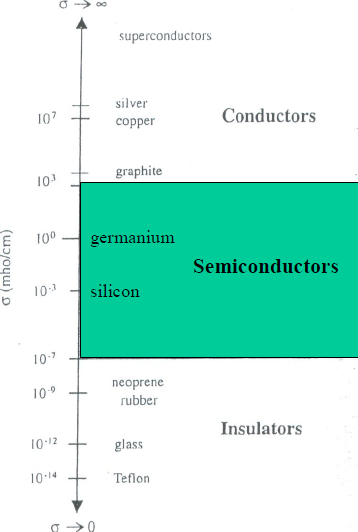 σ → ∞
superconductors
silver
10⁷ copper
Conductors
graphite
10³
10⁰ germanium
Semiconductors
σ (mho/cm)
10⁻³ silicon
10⁻⁷
neoprene
10⁻⁹
rubber
Insulators
10⁻¹² glass
10⁻¹⁴ Teflon
σ → 0